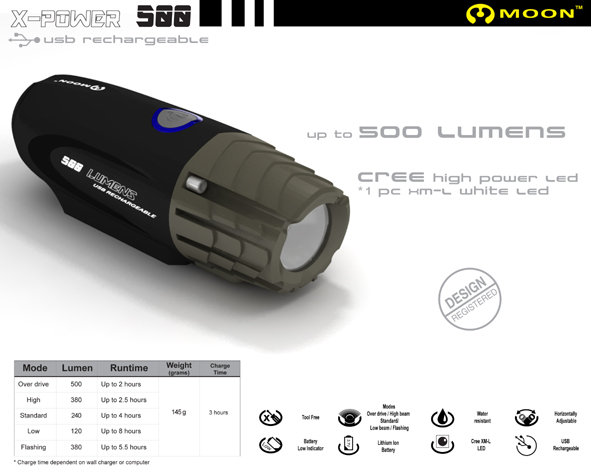 X-POWER 500
MOON™
usb rechargeable
MOON™
500 LUMENS
USB RECHARGEABLE
up to 500 LUMENS
CREE high power Led
*1 pc xm-L white Led
DESIGN
REGISTERED
Mode Lumen Runtime Weight (grams) Charge Time
Over drive 500 Up to 2 hours
High 380 Up to 2.5 hours
Standard 240 Up to 4 hours 145 g 3 hours
Low 120 Up to 8 hours
Flashing 380 Up to 5.5 hours
* Charge time dependent on wall charger or computer
Tool Free
Modes
Over drive / High beam
Standard/
Low beam / Flashing
Water
resistant
Horizontally
Adjustable
Battery
Low Indicator
Lithium Ion
Battery
Cree XM-L
LED
USB
Rechargeable